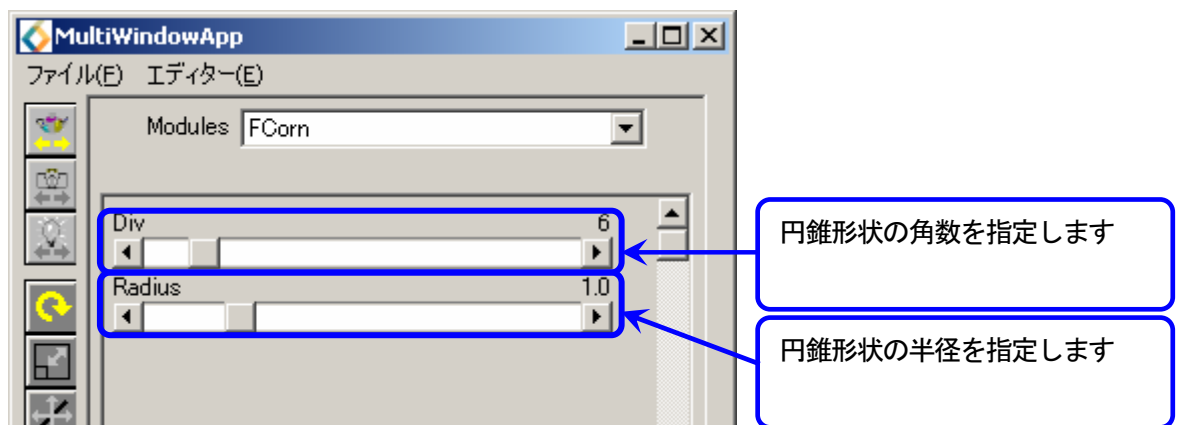 MultiWindowApp
ファイル(F) エディター(E)
Modules FCorn
Div 6
円錐形状の角数を指定します
Radius 1.0
円錐形状の半径を指定します